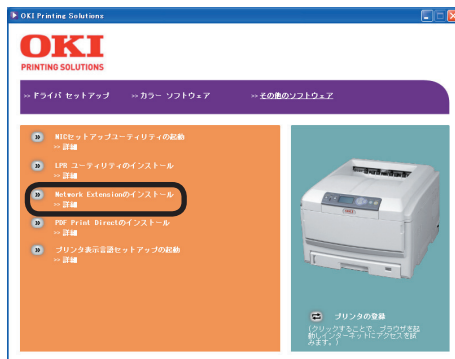 OKI Printing Solutions
OKI
PRINTING SOLUTIONS
ドライバ セットアップ
カラー ソフトウェア
その他のソフトウェア
NICセットアップユーティリティの起動
詳細
LPR ユーティリティのインストール
詳細
Network Extensionのインストール
詳細
PDF Print Directのインストール
詳細
プリンタ表示言語セットアップの起動
詳細
プリンタの登録
(クリックすることで、ブラウザを起
動しインターネットにアクセスを試
みます。)